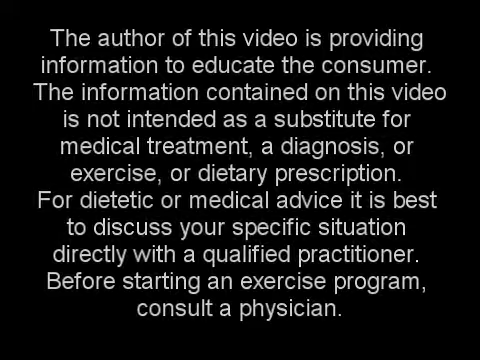 The author of this video is providing
information to educate the consumer.
The information contained on this video
is not intended as a substitute for
medical treatment, a diagnosis, or
exercise, or dietary prescription.
For dietetic or medical advice it is best
to discuss your specific situation
directly with a qualified practitioner.
Before starting an exercise program,
consult a physician.